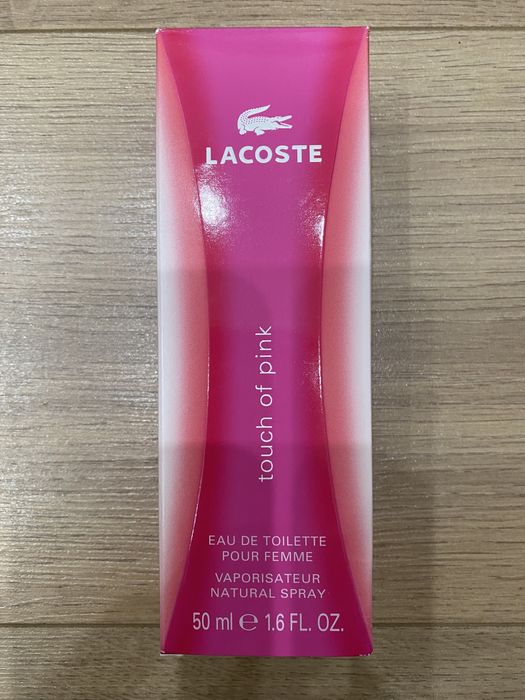 LACOSTE
touch of pink
EAU DE TOILETTE
POUR FEMME
VAPORISATEUR
NATURAL SPRAY
50 ml ℮ 1.6 FL. OZ.